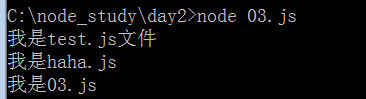 C:\node_study\day2>node 03.js
我是test.js文件
我是haha.js
我是03.js